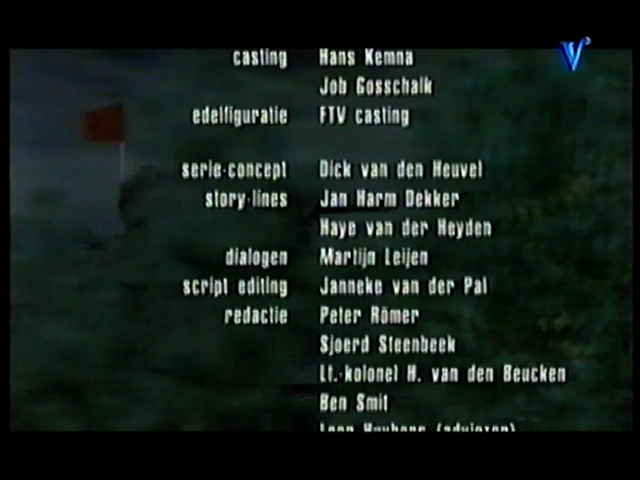 V
casting Hans Kemna
Job Gosschalk
edelfiguratie FTV casting
serie-concept Dick van den Heuvel
story-lines Jan Harm Dekker
Haye van der Heyden
dialogen Martijn Leijen
script editing Janneke van der Pal
redactie Peter Römer
Sjoerd Steenbeek
Lt.-kolonel H. van den Beucken
Ben Smit
(adviezen)